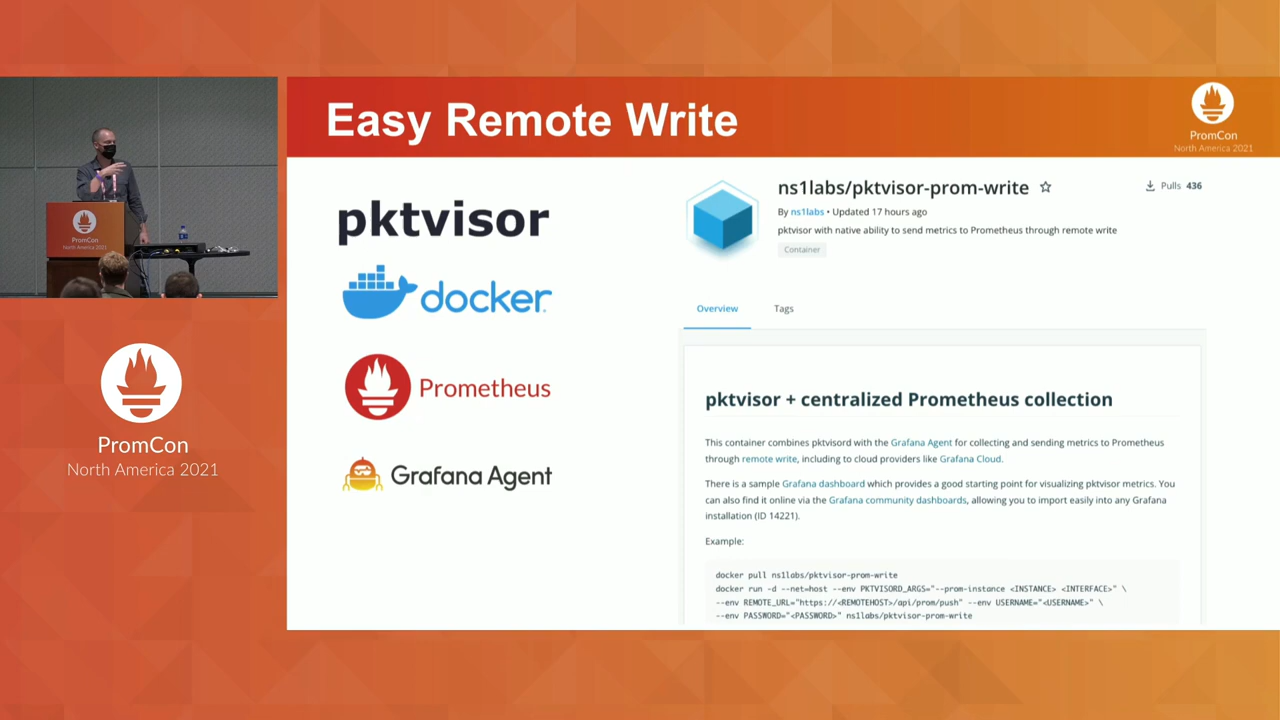 Easy Remote Write
PromCon
North America 2021
pktvisor
docker
Prometheus
Grafana Agent
ns1labs/pktvisor-prom-write
Pulls 436
By ns1labs • Updated 17 hours ago
pktvisor with native ability to send metrics to Prometheus through remote write
Container
Overview
Tags
pktvisor + centralized Prometheus collection
This container combines pktvisord with the Grafana Agent for collecting and sending metrics to Prometheus
through remote write, including to cloud providers like Grafana Cloud.
There is a sample Grafana dashboard which provides a good starting point for visualizing pktvisor metrics. You
can also find it online via the Grafana community dashboards, allowing you to import easily into any Grafana
installation (ID 14221).
Example:
docker pull ns1labs/pktvisor-prom-write
docker run -d --net=host --env PKTVISORD_ARGS="--prom-instance <INSTANCE> <INTERFACE>" \
--env REMOTE_URL="https://<REMOTEHOST>/api/prom/push" --env USERNAME="<USERNAME>" \
--env PASSWORD="<PASSWORD>" ns1labs/pktvisor-prom-write
PromCon
North America 2021
PromCon
North America 2021